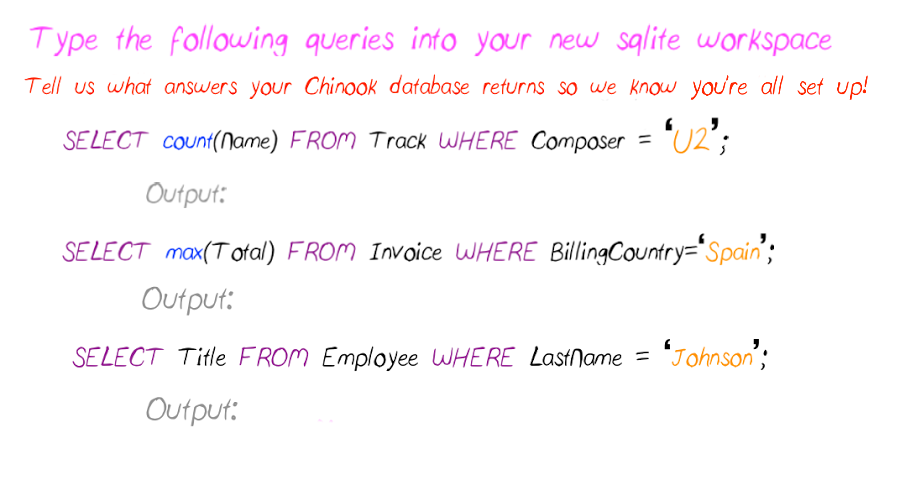 Type the following queries into your new sqlite workspace
Tell us what answers your Chinook database returns so we know you're all set up!
SELECT count(Name) FROM Track WHERE Composer = ‘U2’;
Output:
SELECT max(Total) FROM Invoice WHERE BillingCountry=‘Spain’;
Output:
SELECT Title FROM Employee WHERE LastName = ‘Johnson’;
Output: